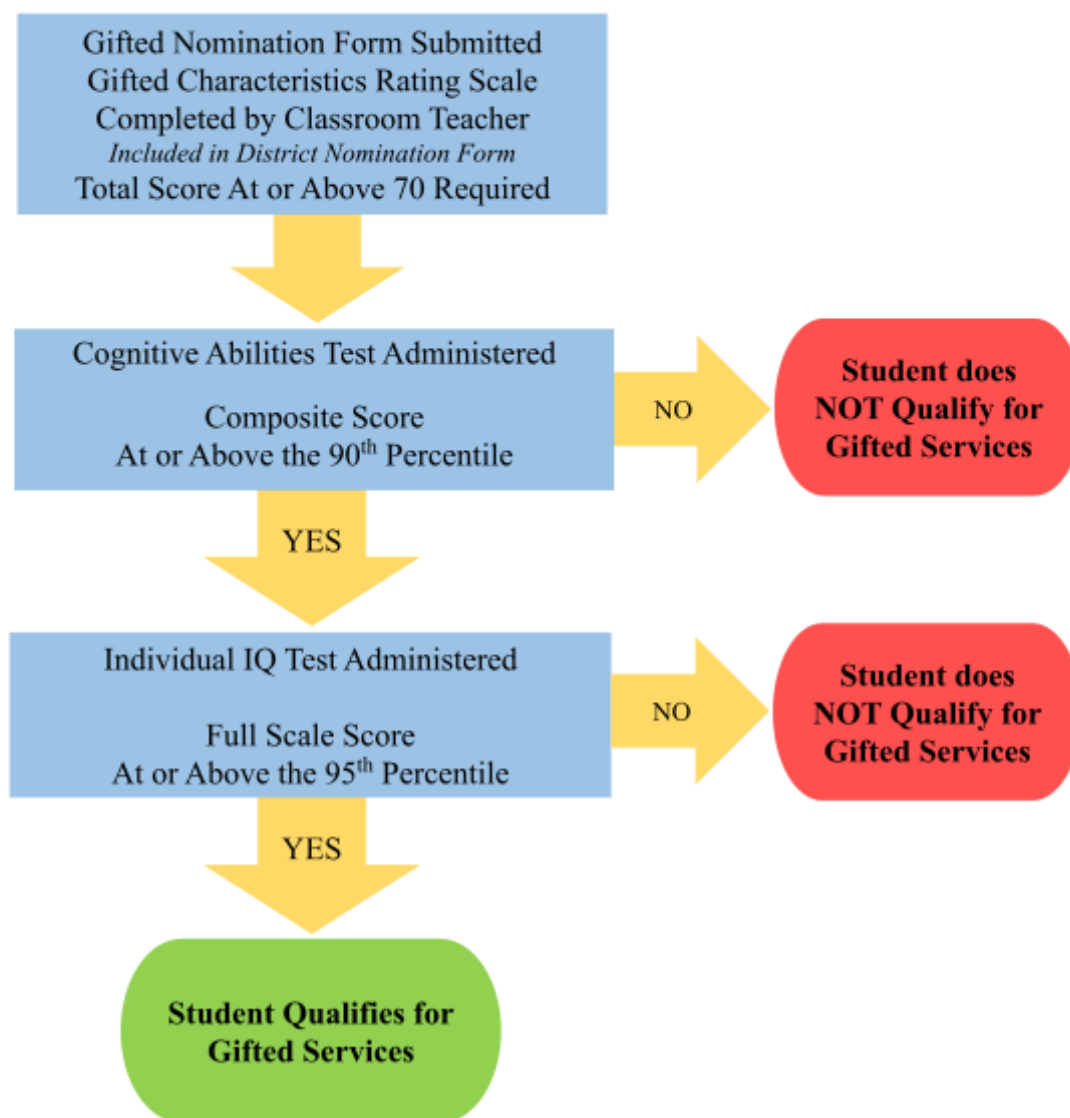 Gifted Nomination Form Submitted
Gifted Characteristics Rating Scale
Completed by Classroom Teacher
Included in District Nomination Form
Total Score At or Above 70 Required
Cognitive Abilities Test Administered
Composite Score
At or Above the 90th Percentile
NO
Student does
NOT Qualify for
Gifted Services
YES
Individual IQ Test Administered
Full Scale Score
At or Above the 95th Percentile
NO
Student does
NOT Qualify for
Gifted Services
YES
Student Qualifies for
Gifted Services